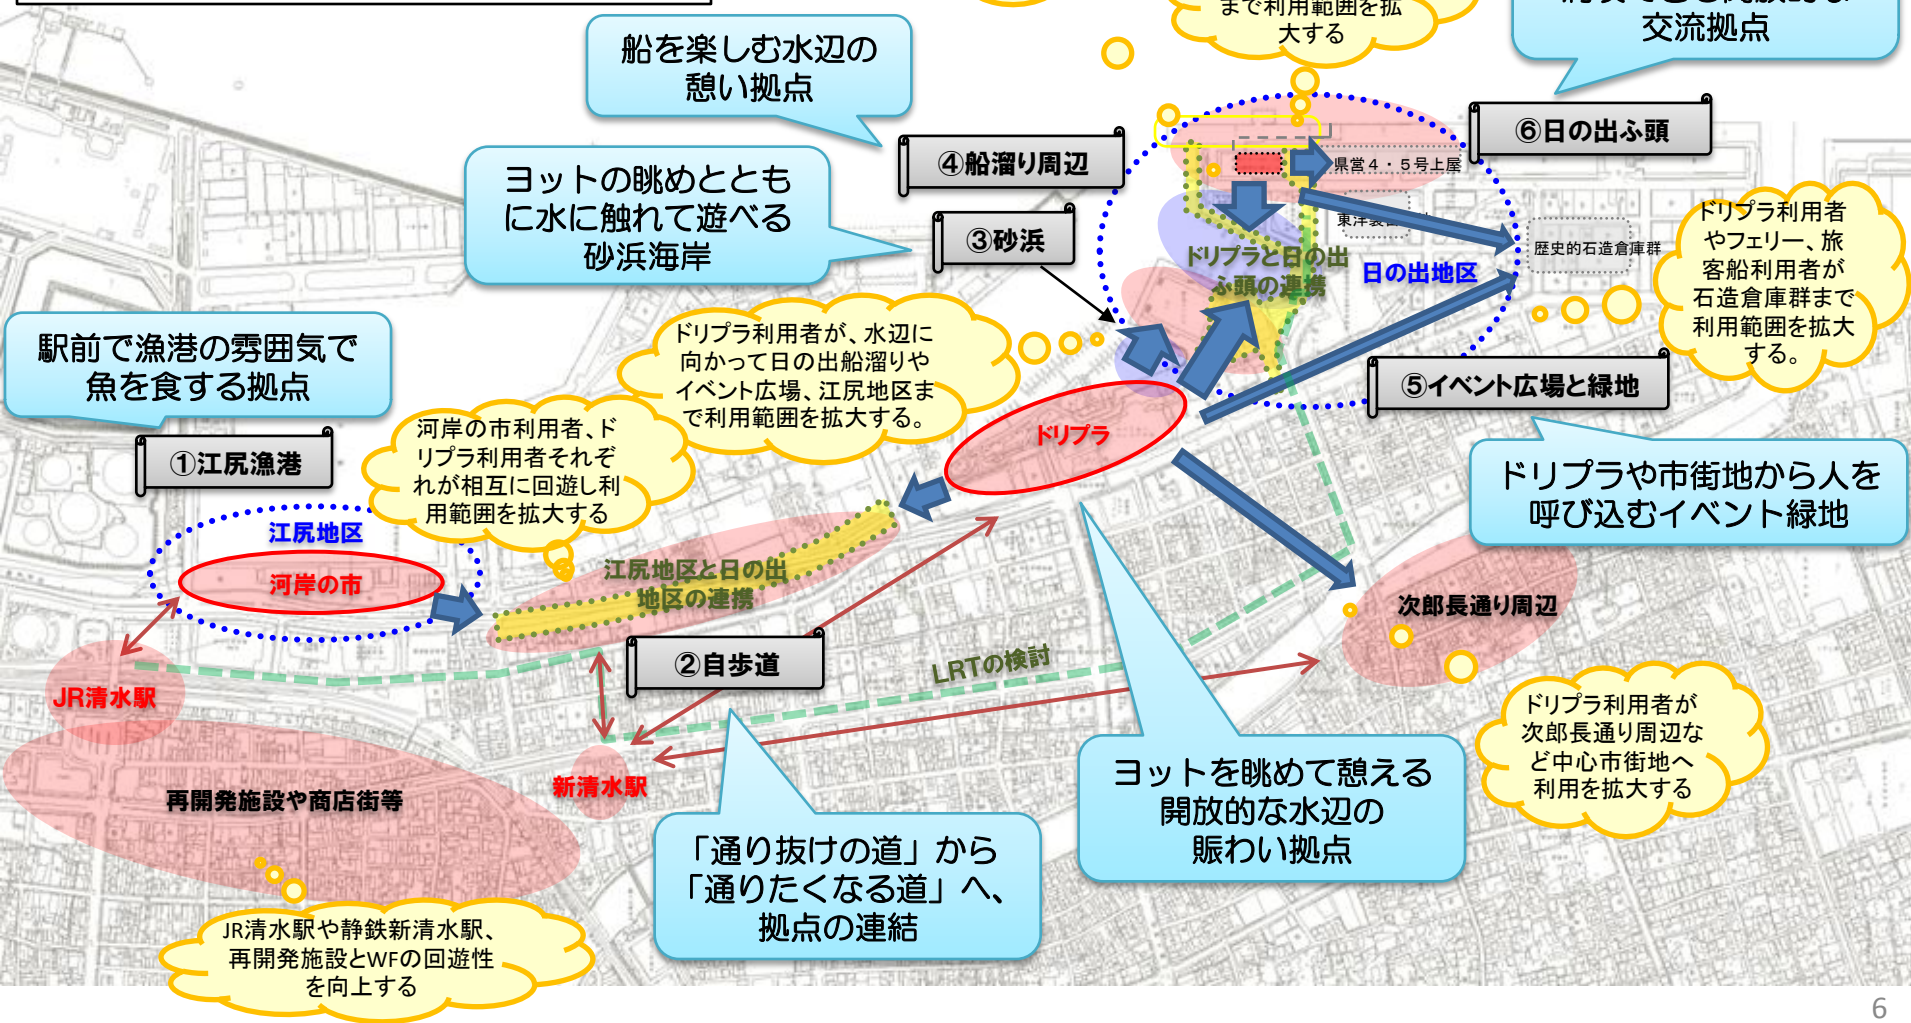 まで利用範囲を拡
大する
交流拠点
船を楽しむ水辺の
憩い拠点
④船溜り周辺
⑥日の出ふ頭
県営4・5号上屋
ヨットの眺めととも
に水に触れて遊べる
砂浜海岸
③砂浜
ドリプラと日の出
ふ頭の連携
日の出地区
歴史的石造倉庫群
ドリプラ利用者
やフェリー、旅
客船利用者が
石造倉庫群まで
利用範囲を拡大
する。
駅前で漁港の雰囲気で
魚を食する拠点
ドリプラ利用者が、水辺に
向かって日の出船溜りや
イベント広場、江尻地区ま
で利用範囲を拡大する。
⑤イベント広場と緑地
①江尻漁港
河岸の市利用者、ド
リプラ利用者それぞ
れが相互に回遊し利
用範囲を拡大する
ドリプラ
ドリプラや市街地から人を
呼び込むイベント緑地
江尻地区
河岸の市
江尻地区と日の出
地区の連携
次郎長通り周辺
②自歩道
LRTの検討
JR清水駅
新清水駅
再開発施設や商店街等
ドリプラ利用者が
次郎長通り周辺な
ど中心市街地へ
利用を拡大する
ヨットを眺めて憩える
開放的な水辺の
賑わい拠点
「通り抜けの道」から
「通りたくなる道」へ、
拠点の連結
JR清水駅や静鉄新清水駅、
再開発施設とWFの回遊性
を向上する
6